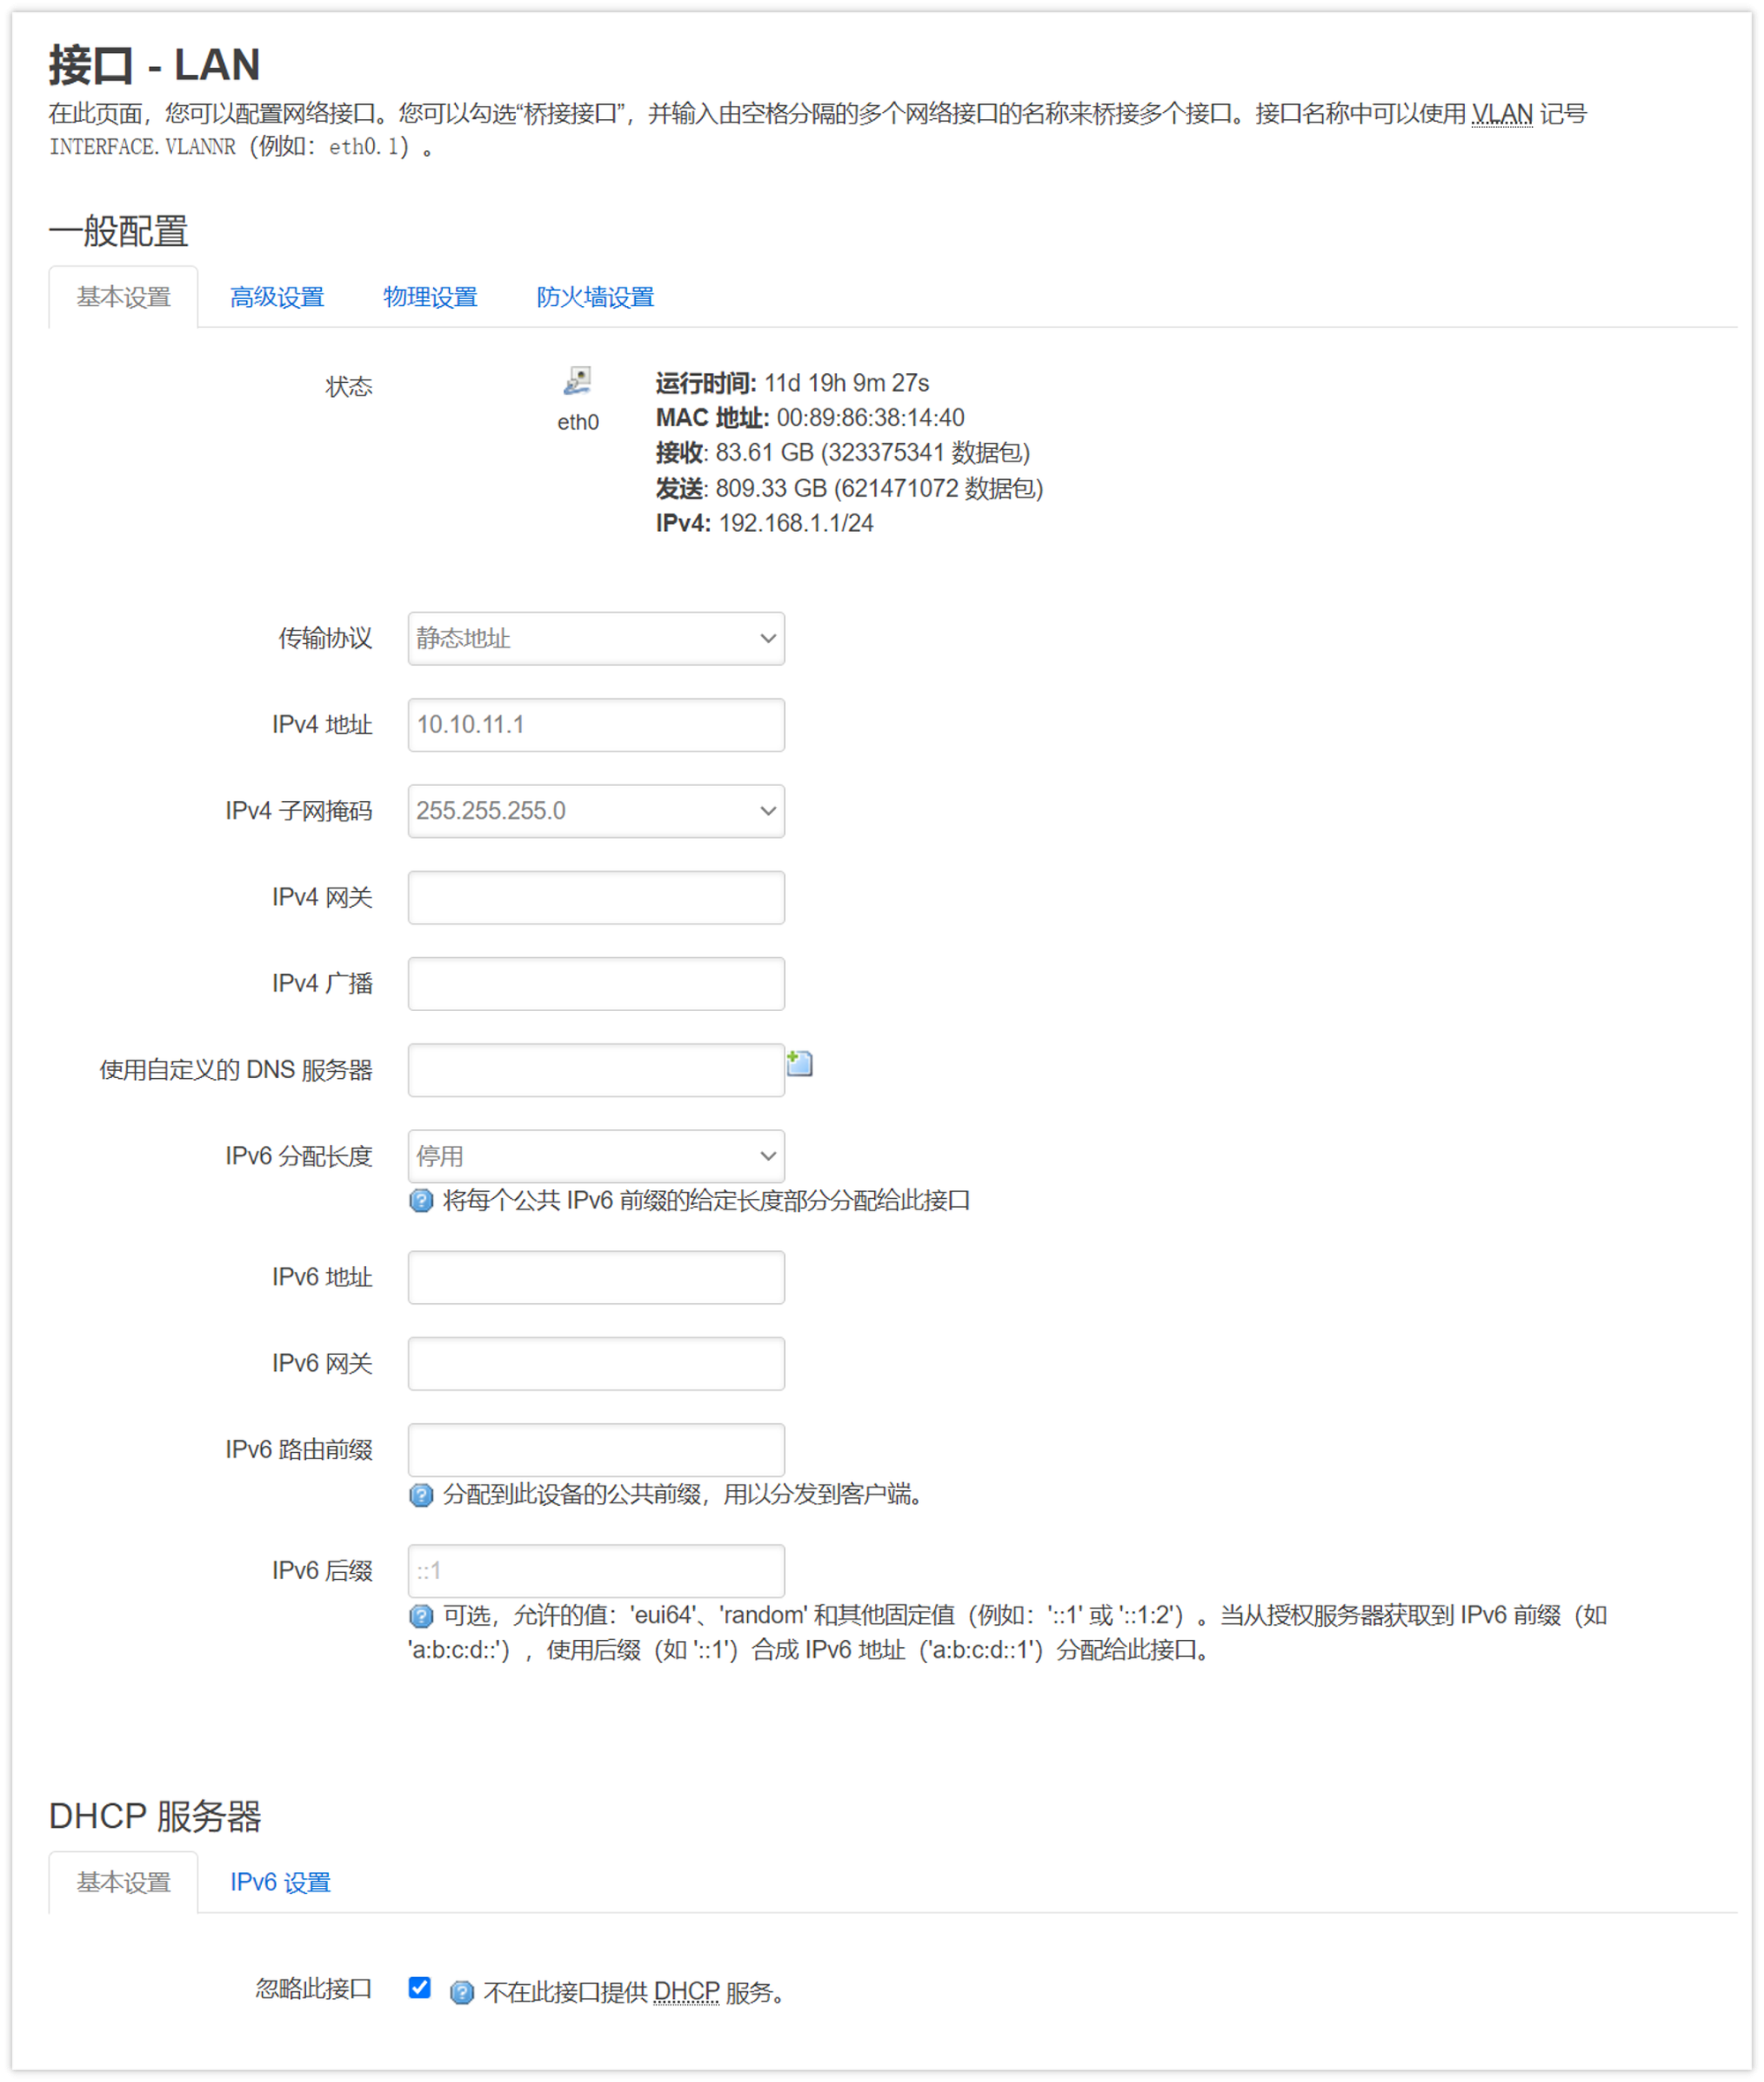 接口 - LAN
在此页面，您可以配置网络接口。您可以勾选“桥接接口”，并输入由空格分隔的多个网络接口的名称来桥接多个接口。接口名称中可以使用 VLAN 记号
INTERFACE.VLANNR（例如：eth0.1）。
一般配置
基本设置 高级设置 物理设置 防火墙设置
状态
eth0
运行时间: 11d 19h 9m 27s
MAC 地址: 00:89:86:38:14:40
接收: 83.61 GB (323375341 数据包)
发送: 809.33 GB (621471072 数据包)
IPv4: 192.168.1.1/24
传输协议 静态地址
IPv4 地址 10.10.11.1
IPv4 子网掩码 255.255.255.0
IPv4 网关
IPv4 广播
使用自定义的 DNS 服务器
IPv6 分配长度 停用
将每个公共 IPv6 前缀的给定长度部分分配给此接口
IPv6 地址
IPv6 网关
IPv6 路由前缀
分配到此设备的公共前缀，用以分发到客户端。
IPv6 后缀 ::1
可选，允许的值：'eui64'、'random' 和其他固定值（例如：'::1' 或 '::1:2'）。当从授权服务器获取到 IPv6 前缀（如
'a:b:c:d::'），使用后缀（如 '::1'）合成 IPv6 地址（'a:b:c:d::1'）分配给此接口。
DHCP 服务器
基本设置 IPv6 设置
忽略此接口 不在此接口提供 DHCP 服务。